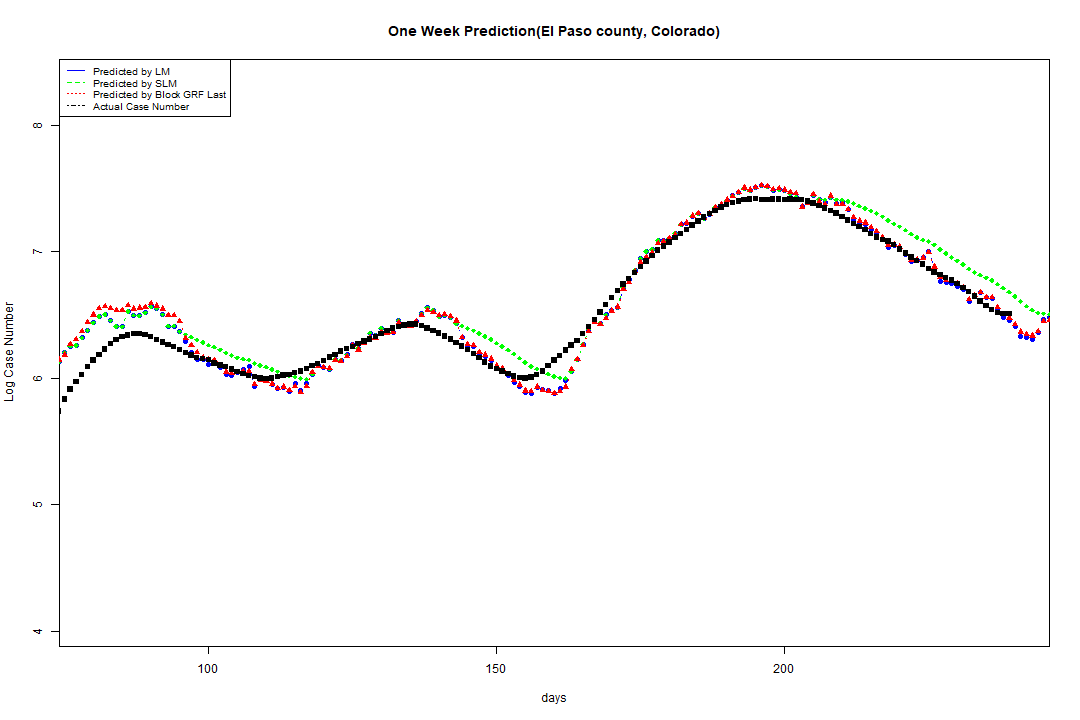 One Week Prediction(El Paso county, Colorado)
Predicted by LM
Predicted by SLM
Predicted by Block GRF Last
Actual Case Number
8
7
6
5
4
Log Case Number
100
150
200
days